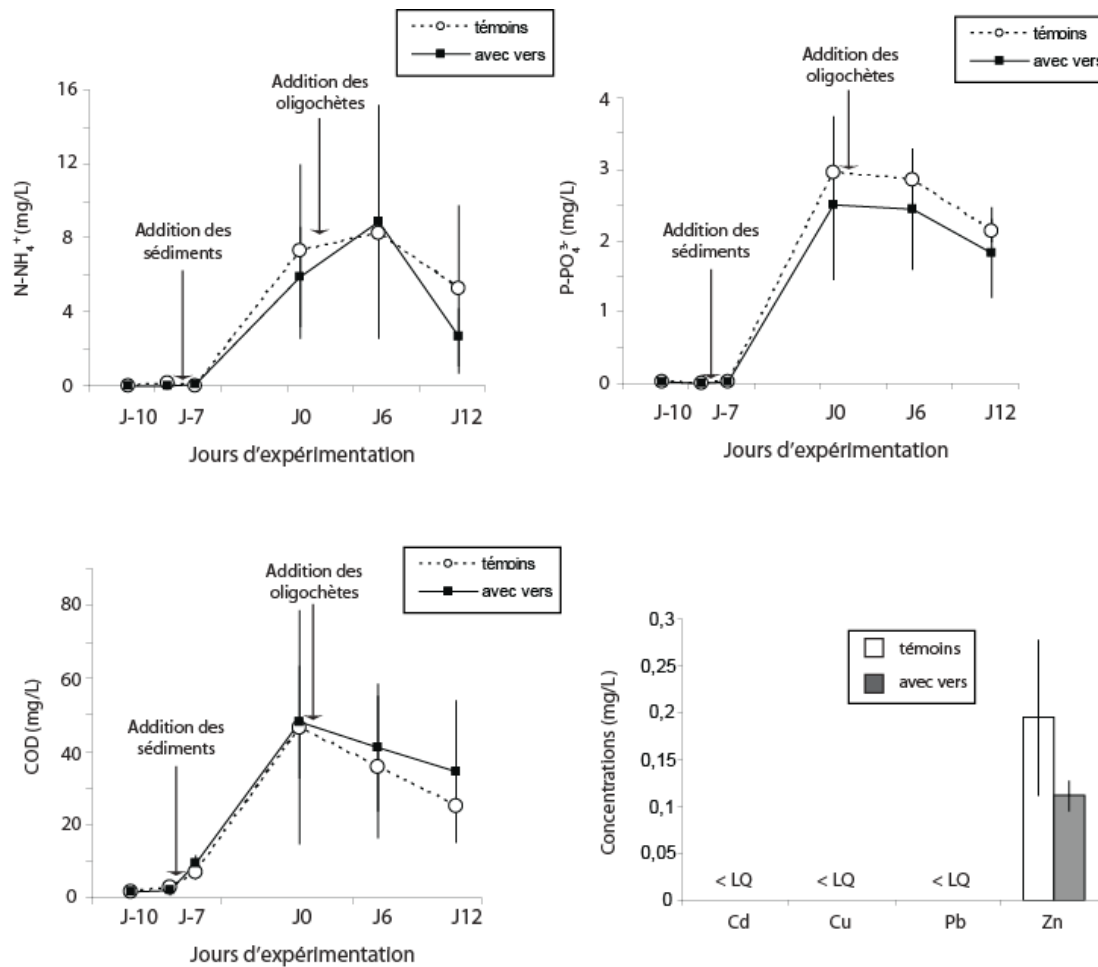 témoins
avec vers
Addition des
oligochètes
Addition des
sédiments
16
12
8
4
0
N-NH₄⁺ (mg/L)
J-10 J-7 J0 J6 J12
Jours d'expérimentation
témoins
avec vers
Addition des
oligochètes
Addition des
sédiments
4
3
2
1
0
P-PO₄³⁻ (mg/L)
J-10 J-7 J0 J6 J12
Jours d'expérimentation
témoins
avec vers
Addition des
oligochètes
Addition des
sédiments
80
60
40
20
0
COD (mg/L)
J-10 J-7 J0 J6 J12
Jours d'expérimentation
témoins
avec vers
0,3
0,25
0,2
0,15
0,1
0,05
0
Concentrations (mg/L)
< LQ < LQ < LQ
Cd Cu Pb Zn